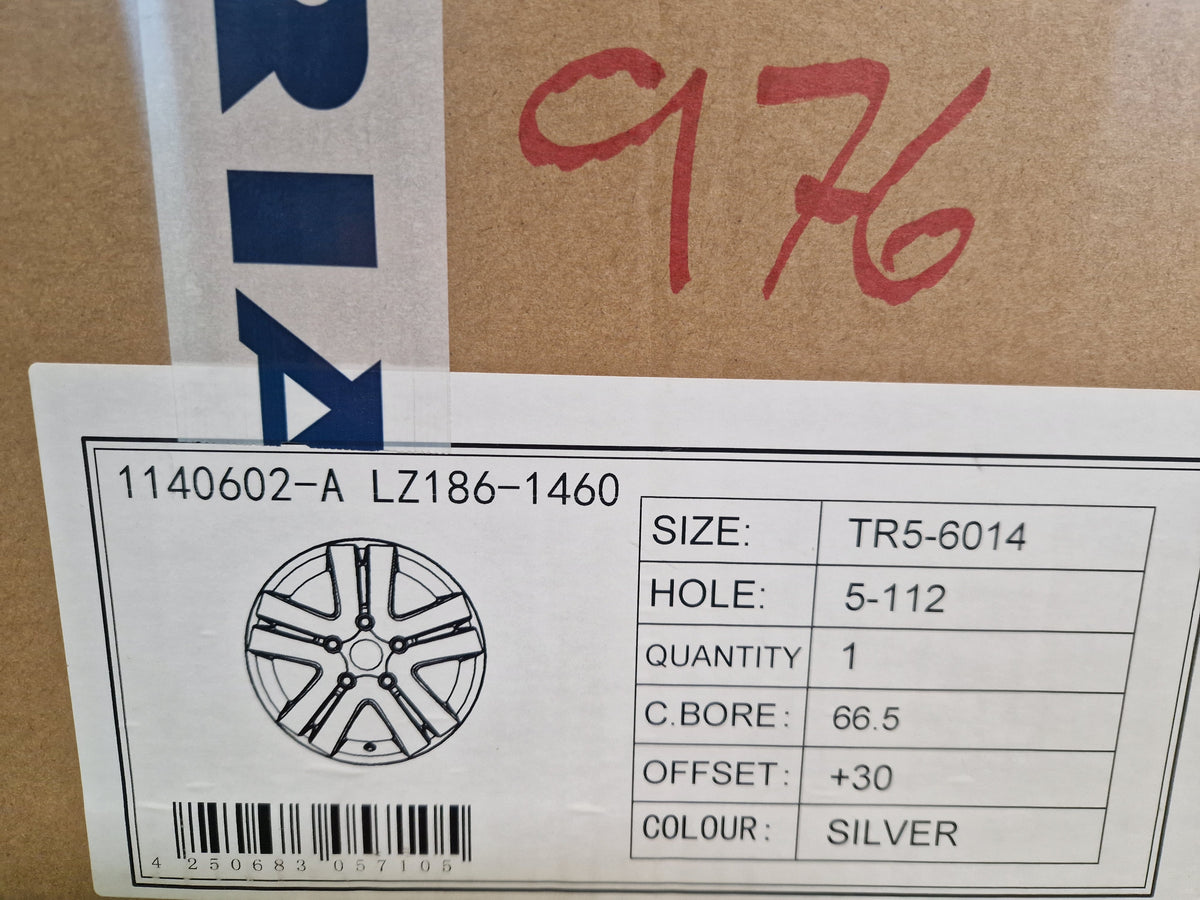 RIA
976
1140602-A LZ186-1460
SIZE: TR5-6014
HOLE: 5-112
QUANTITY 1
C.BORE: 66.5
OFFSET: +30
COLOUR: SILVER
4 250683 057105